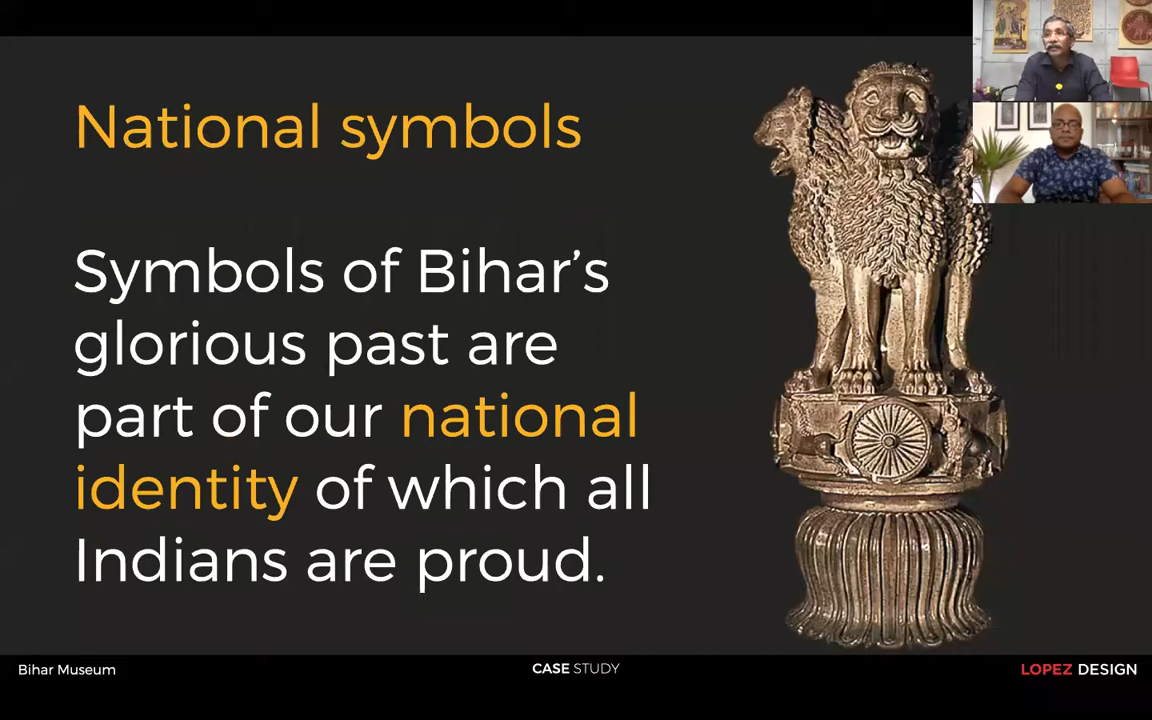 National symbols
Symbols of Bihar’s
glorious past are
part of our national
identity of which all
Indians are proud.
Bihar Museum
CASE STUDY
LOPEZ DESIGN